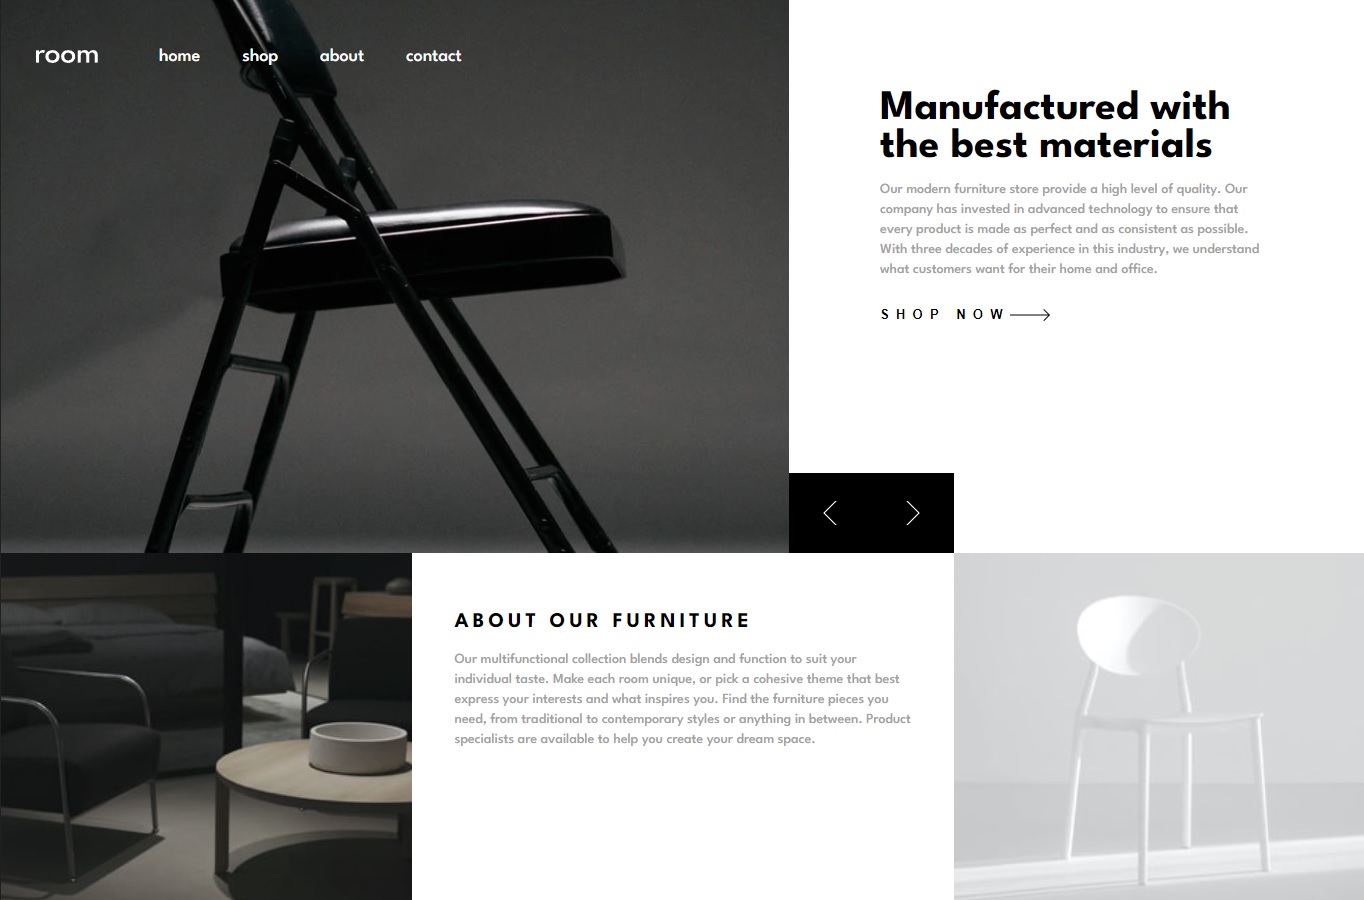 room home shop about contact
Manufactured with
the best materials
Our modern furniture store provide a high level of quality. Our
company has invested in advanced technology to ensure that
every product is made as perfect and as consistent as possible.
With three decades of experience in this industry, we understand
what customers want for their home and office.
SHOP NOW
ABOUT OUR FURNITURE
Our multifunctional collection blends design and function to suit your
individual taste. Make each room unique, or pick a cohesive theme that best
express your interests and what inspires you. Find the furniture pieces you
need, from traditional to contemporary styles or anything in between. Product
specialists are available to help you create your dream space.